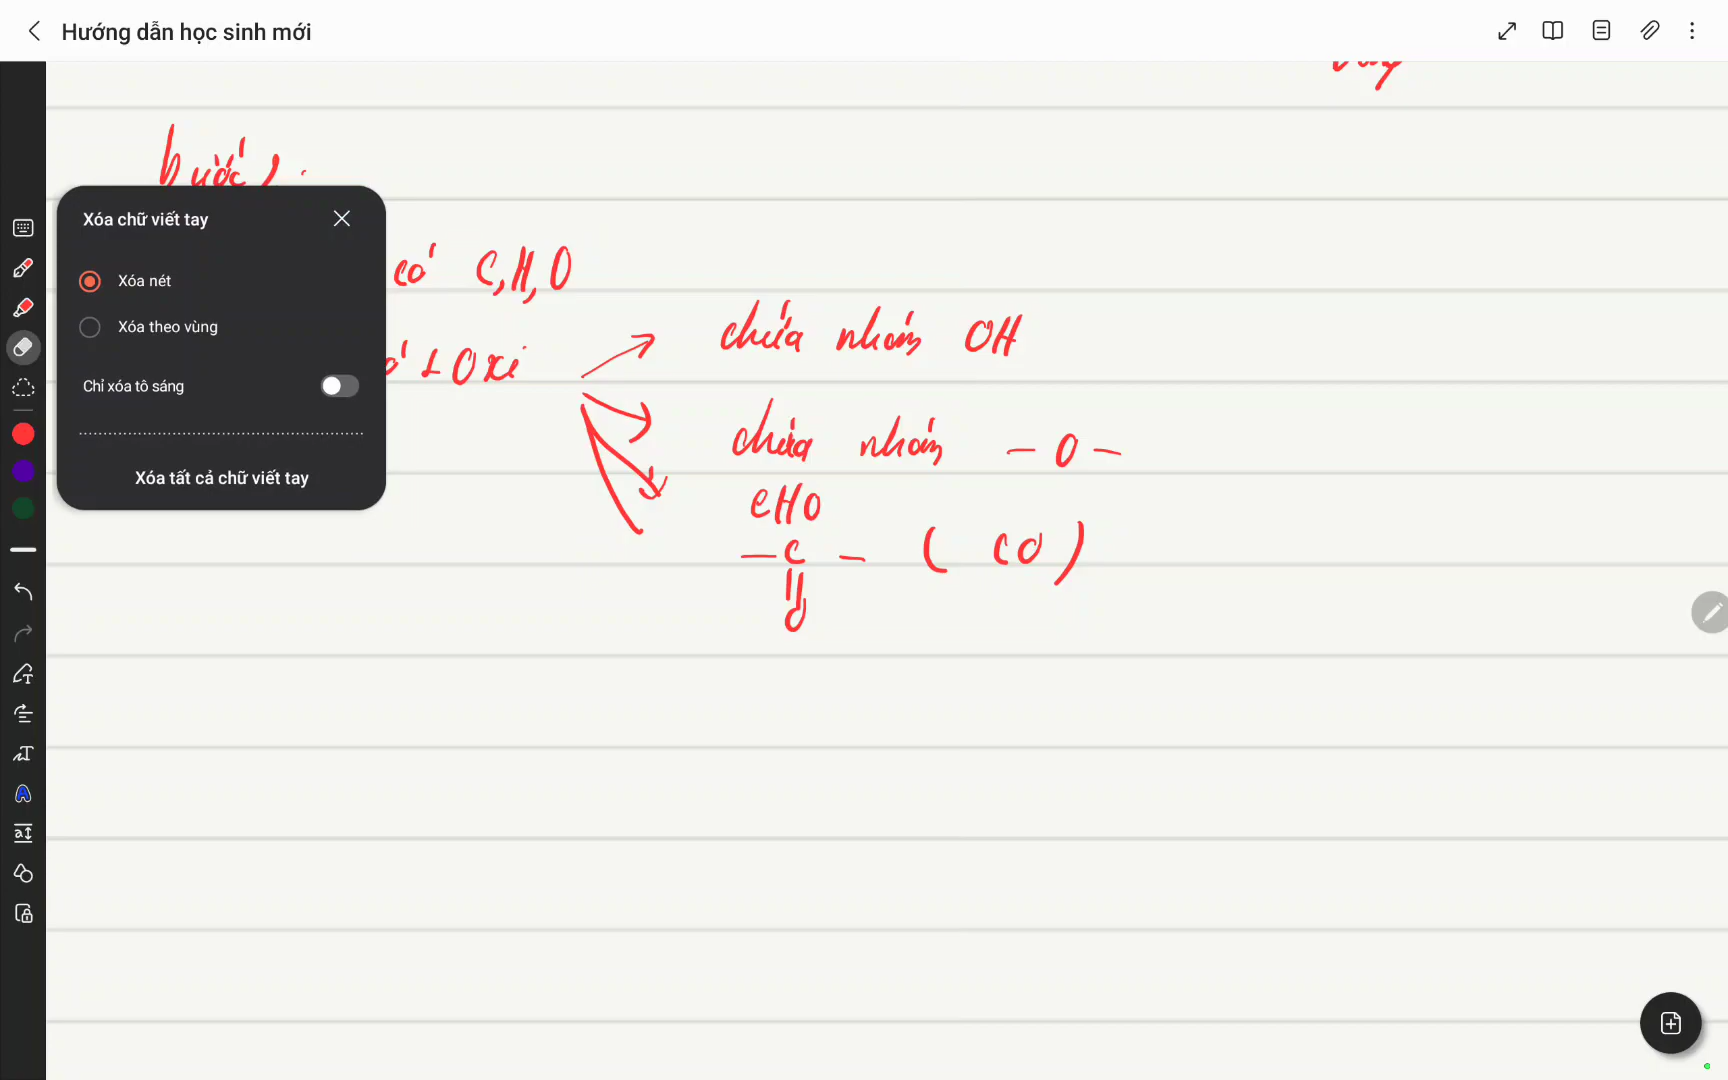 Hướng dẫn học sinh mới
bước 1:
Xóa chữ viết tay
Xóa nét
Xóa theo vùng
Chỉ xóa tô sáng
Xóa tất cả chữ viết tay
có C,H,O
1 Oxi
chứa nhóm OH
chứa nhóm -O-
CHO
-C- (CO)
||
O